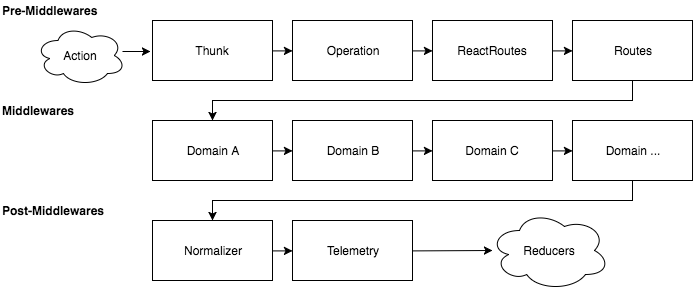 Pre-Middlewares
Action
Thunk
Operation
ReactRoutes
Routes
Middlewares
Domain A
Domain B
Domain C
Domain ...
Post-Middlewares
Normalizer
Telemetry
Reducers